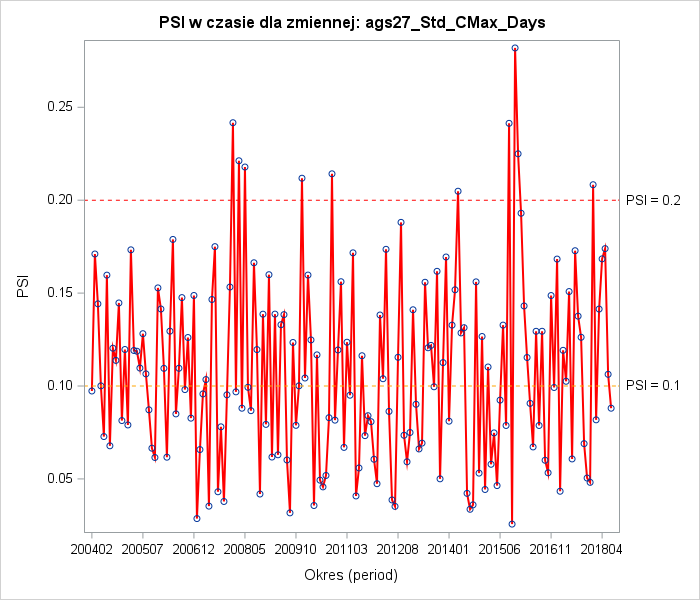 PSI w czasie dla zmiennej: ags27_Std_CMax_Days
0.25
0.20
PSI = 0.2
0.15
PSI
0.10
PSI = 0.1
0.05
200402 200507 200612 200805 200910 201103 201208 201401 201506 201611 201804
Okres (period)